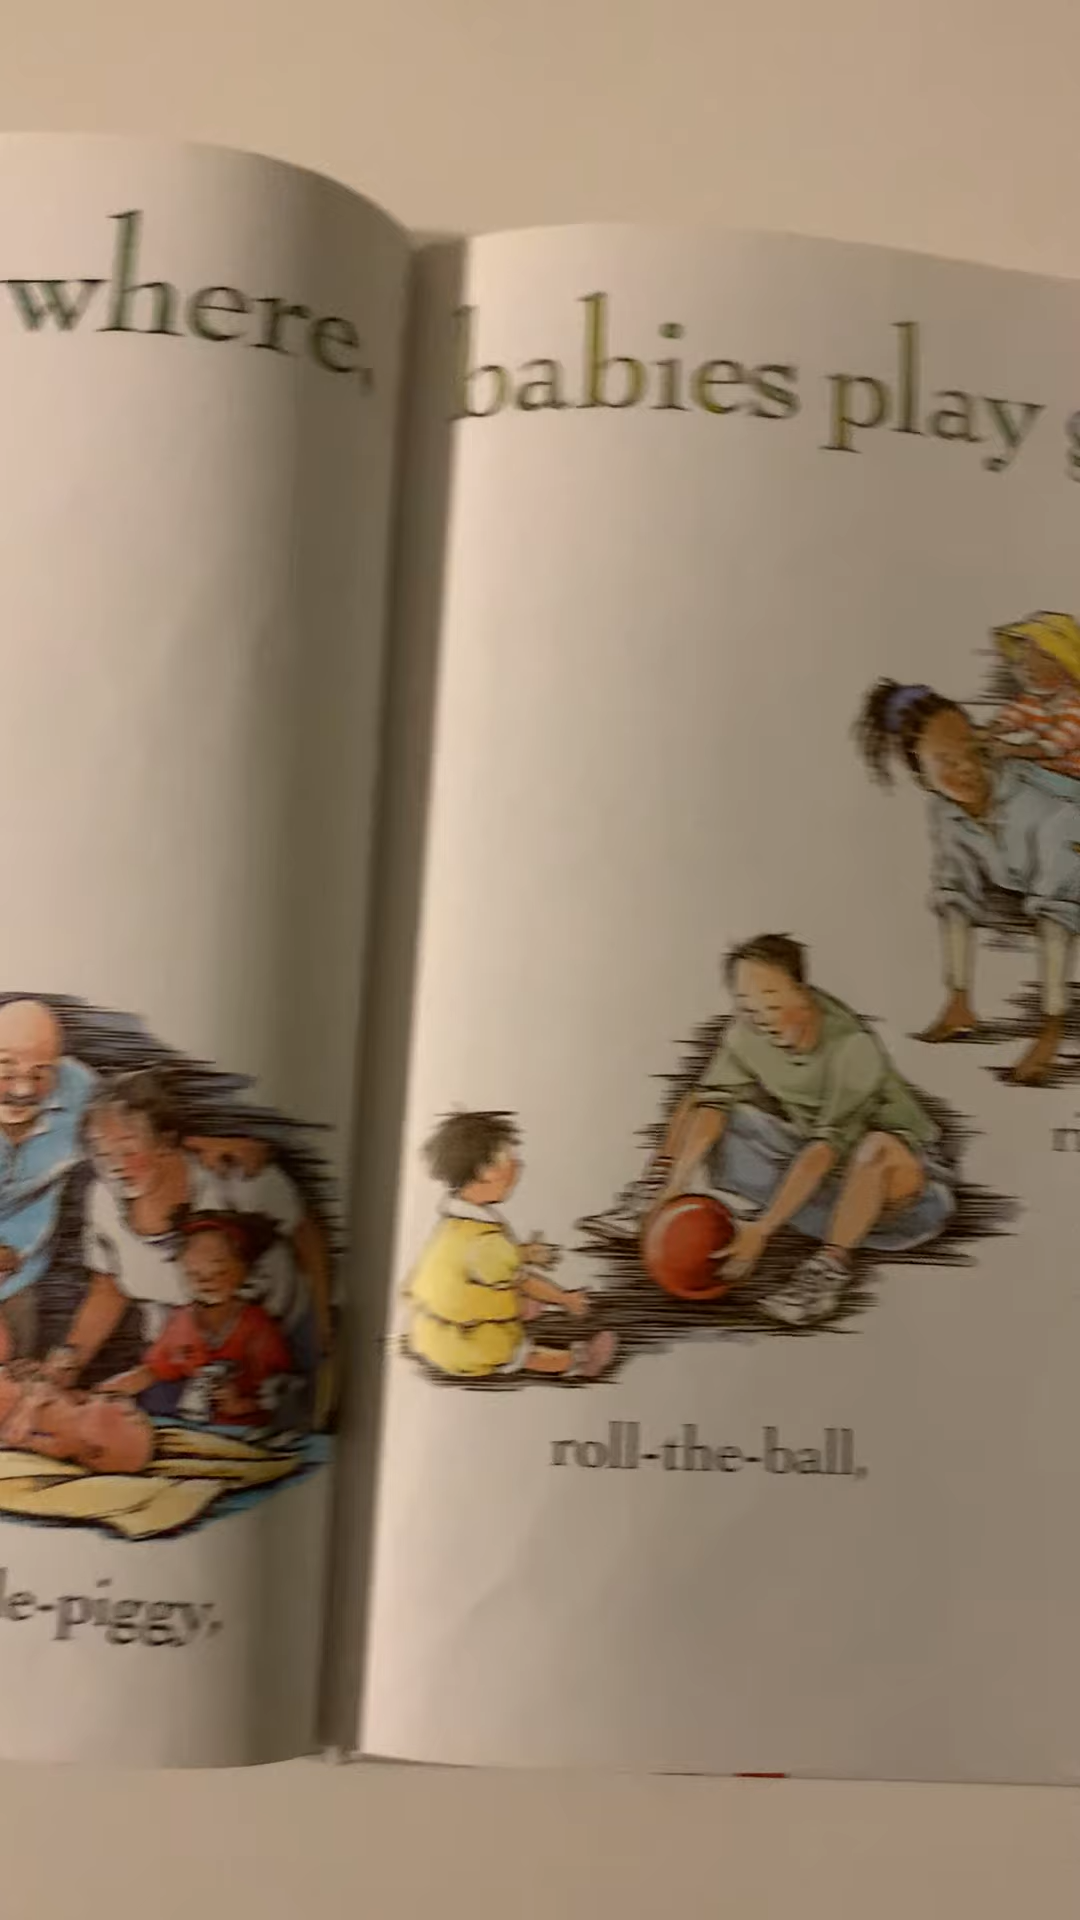 where,
babies play
le-piggy,
roll-the-ball,